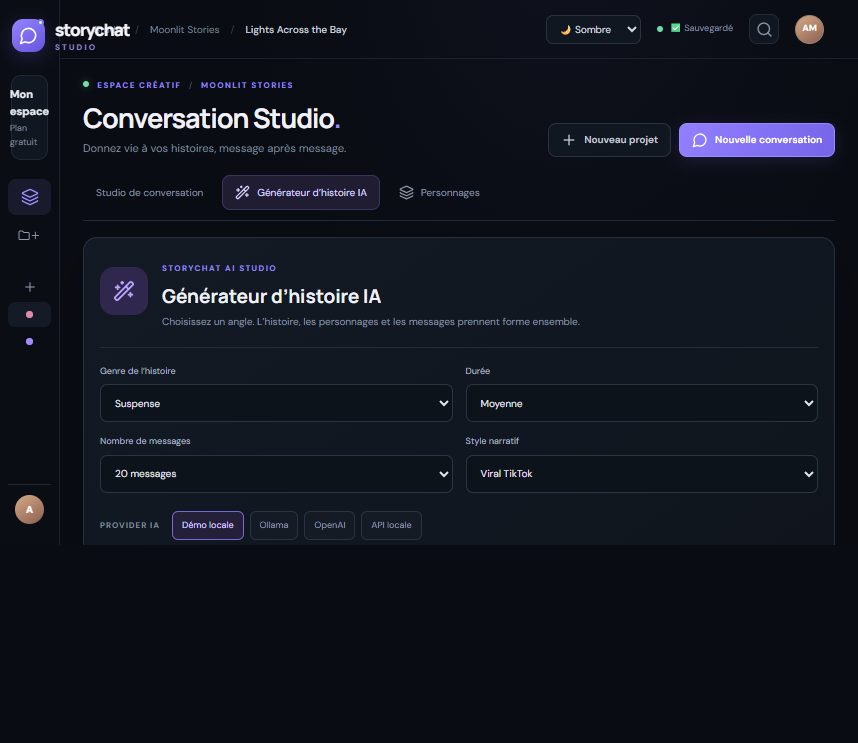 storychat
STUDIO
/ Moonlit Stories / Lights Across the Bay
🌙 Sombre
✅ Sauvegardé
AM
Mon
espace
Plan
gratuit
A
ESPACE CRÉATIF / MOONLIT STORIES
Conversation Studio.
Donnez vie à vos histoires, message après message.
Nouveau projet
Nouvelle conversation
Studio de conversation
Générateur d’histoire IA
Personnages
STORYCHAT AI STUDIO
Générateur d’histoire IA
Choisissez un angle. L’histoire, les personnages et les messages prennent forme ensemble.
Genre de l’histoire
Durée
Suspense
Moyenne
Nombre de messages
Style narratif
20 messages
Viral TikTok
PROVIDER IA
Démo locale
Ollama
OpenAI
API locale